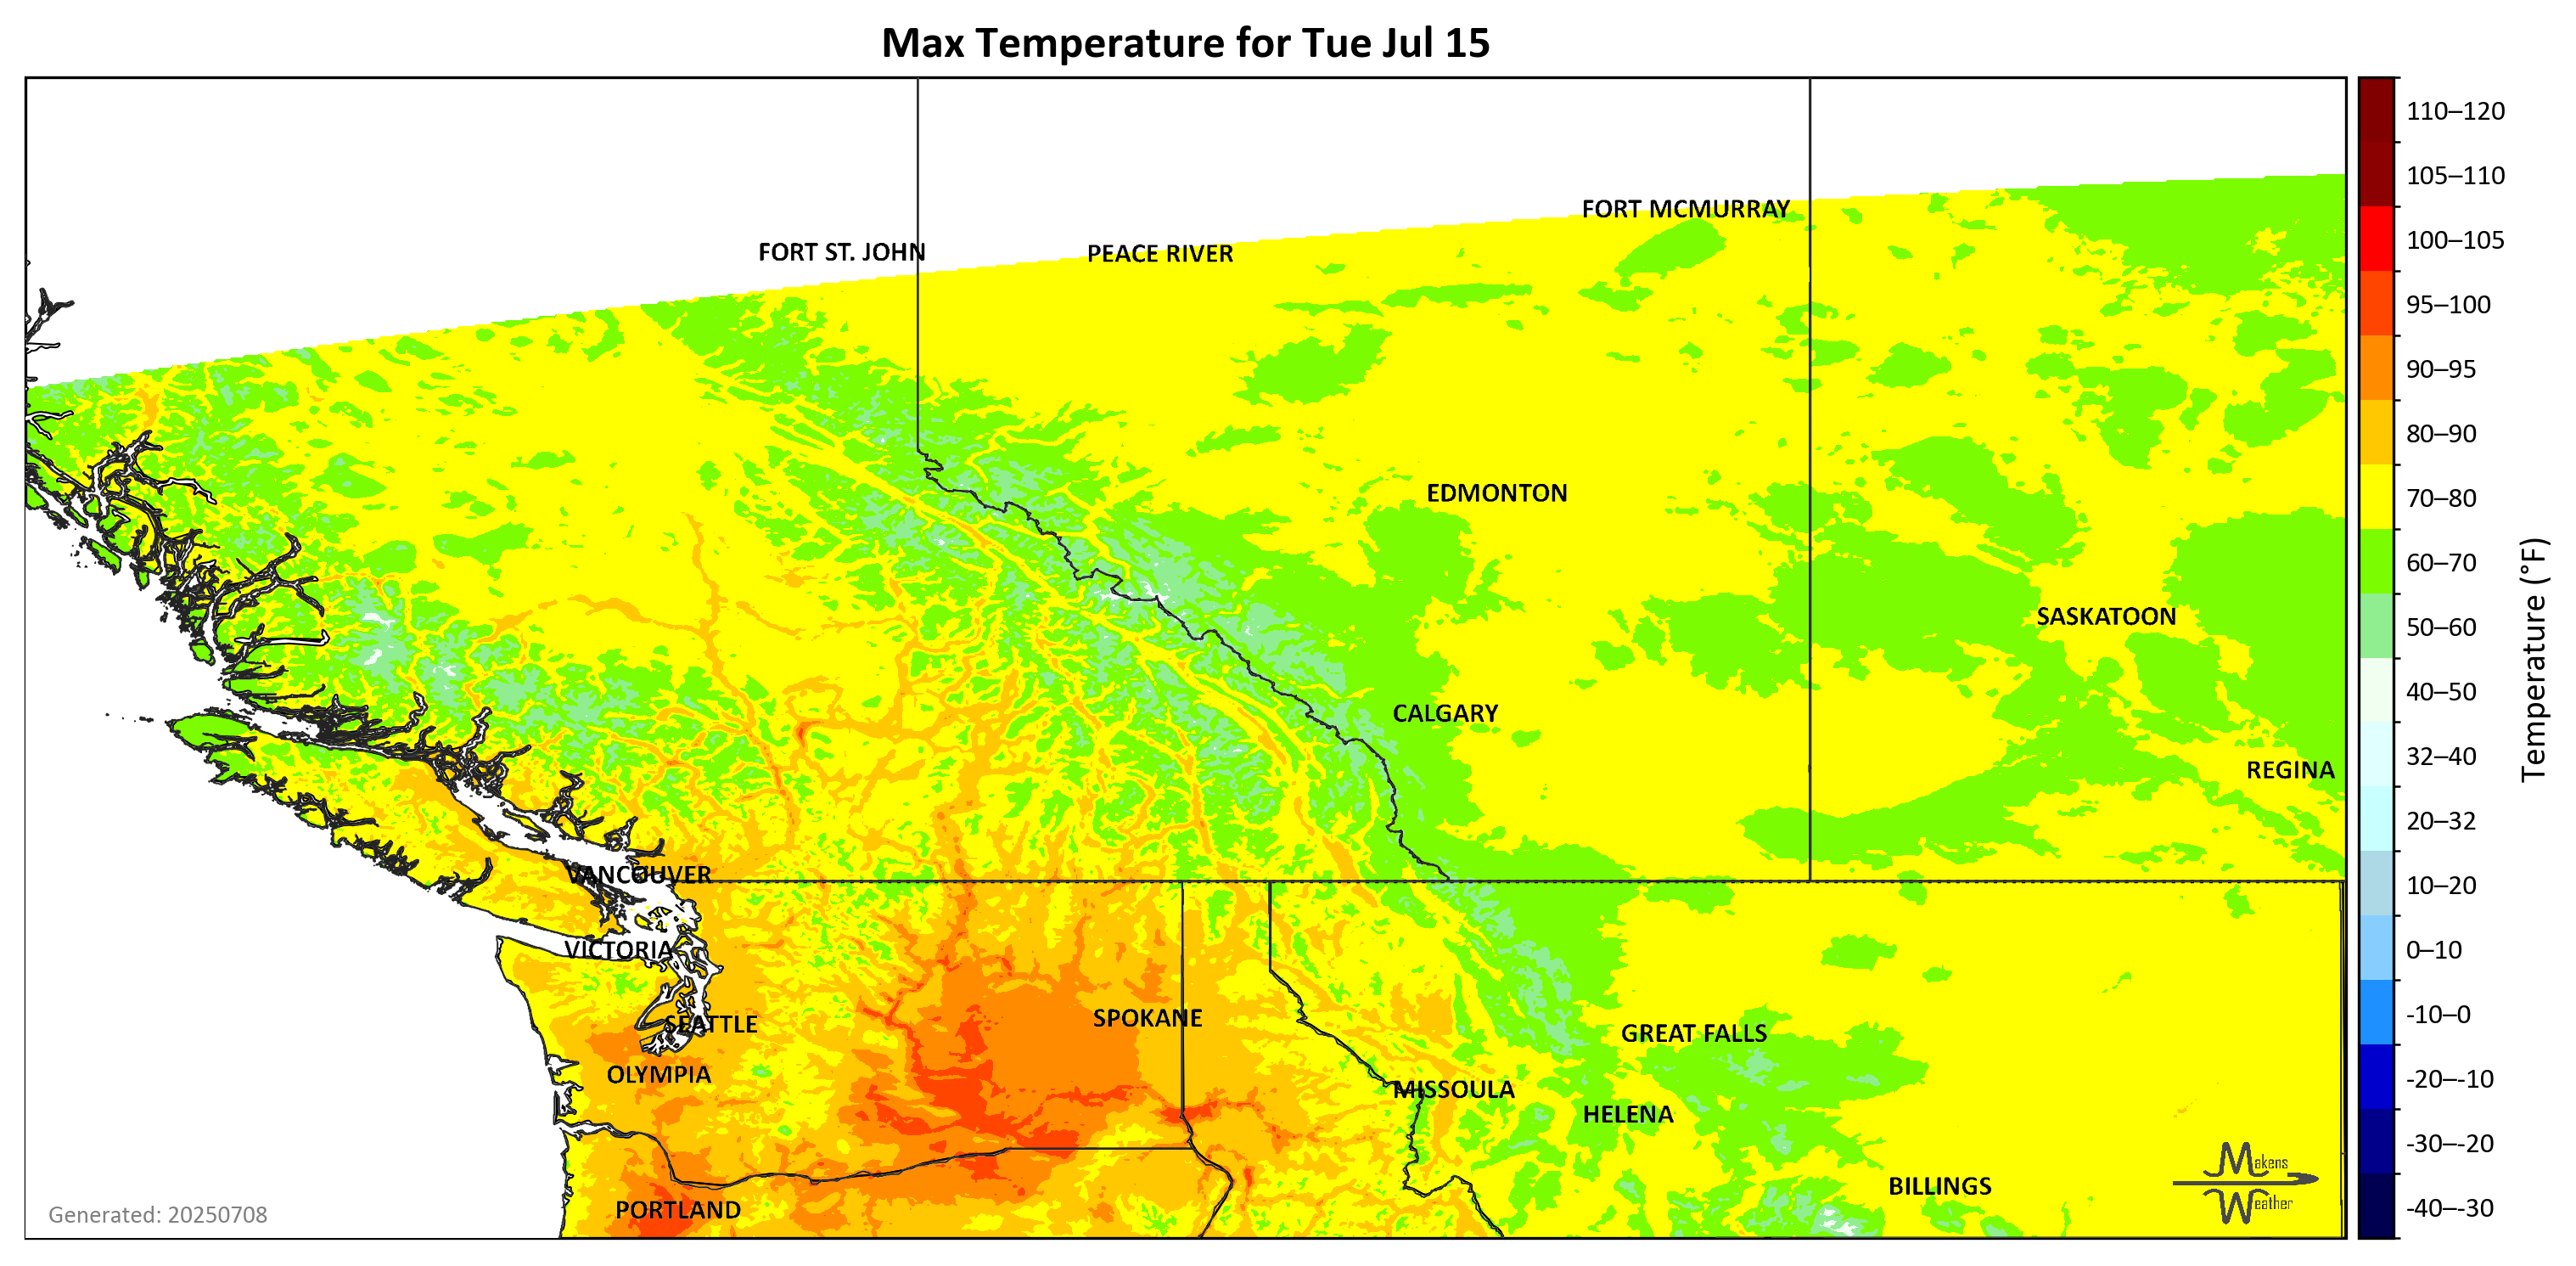 Max Temperature for Tue Jul 15
FORT MCMURRAY
FORT ST. JOHN
PEACE RIVER
EDMONTON
SASKATOON
CALGARY
REGINA
VANCOUVER
VICTORIA
SEATTLE
SPOKANE
GREAT FALLS
OLYMPIA
MISSOULA
HELENA
BILLINGS
PORTLAND
Makens
Weather
Generated: 20250708
110–120
105–110
100–105
95–100
90–95
80–90
70–80
60–70
50–60
40–50
32–40
20–32
10–20
0–10
-10–0
-20–-10
-30–-20
-40–-30
Temperature (°F)